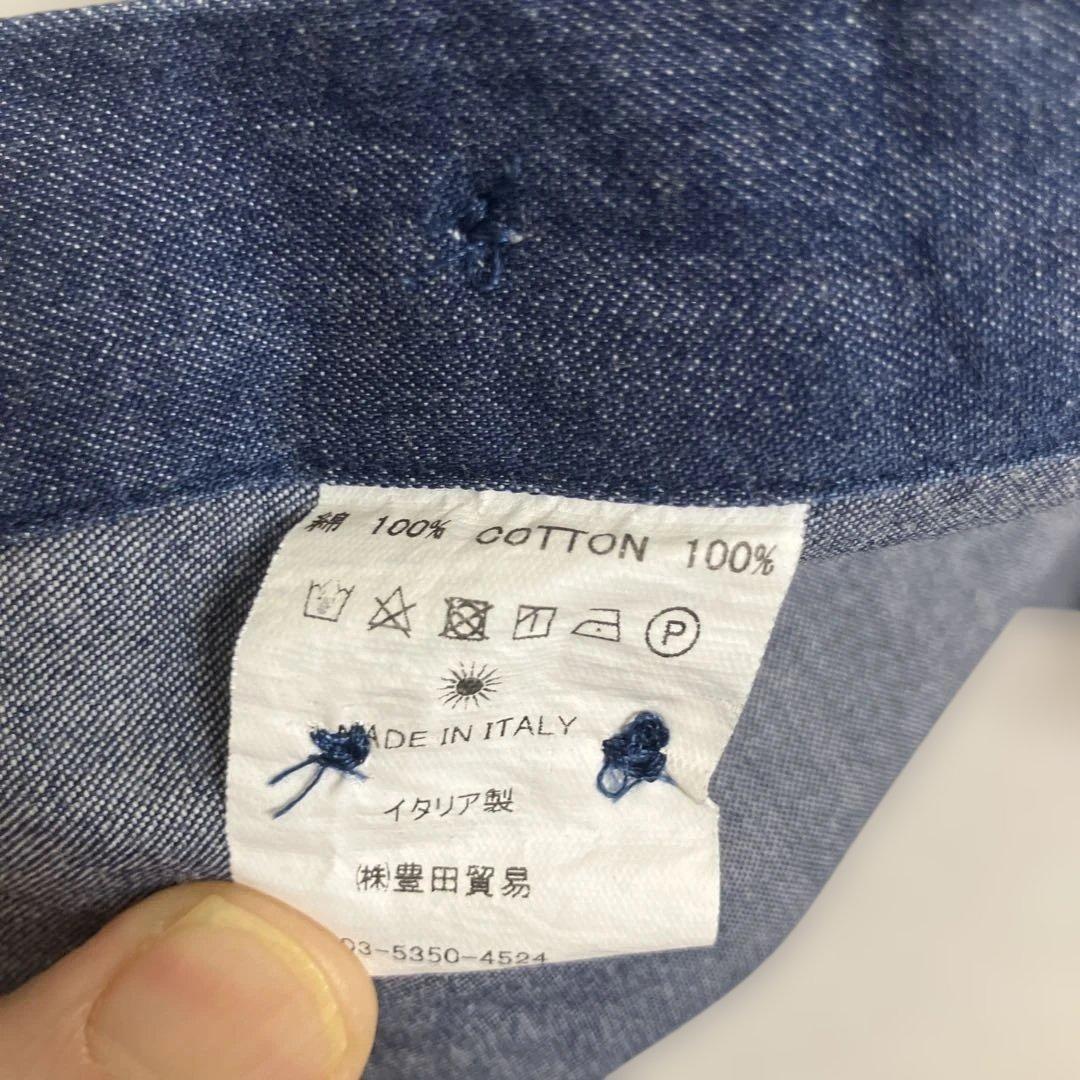 綿 100% COTTON 100%
P
MADE IN ITALY
イタリア製
㈱豊田貿易
03-5350-4524